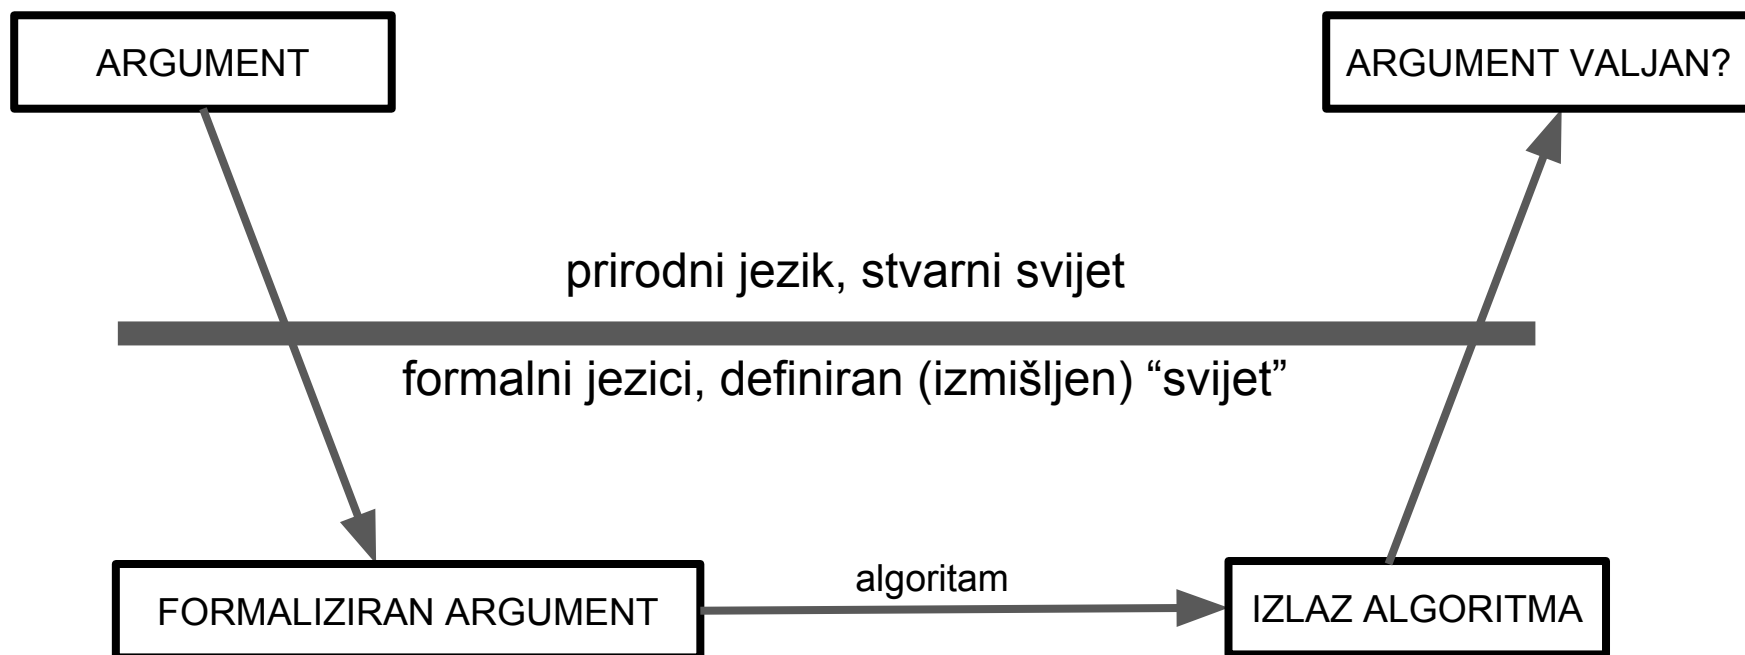 ARGUMENT
ARGUMENT VALJAN?
prirodni jezik, stvarni svijet
formalni jezici, definiran (izmišljen) “svijet”
algoritam
FORMALIZIRAN ARGUMENT
IZLAZ ALGORITMA